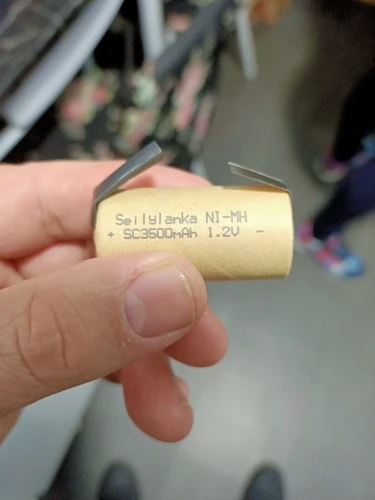 Seilylanka NI-MH
+ SC3500mAh 1.2V -